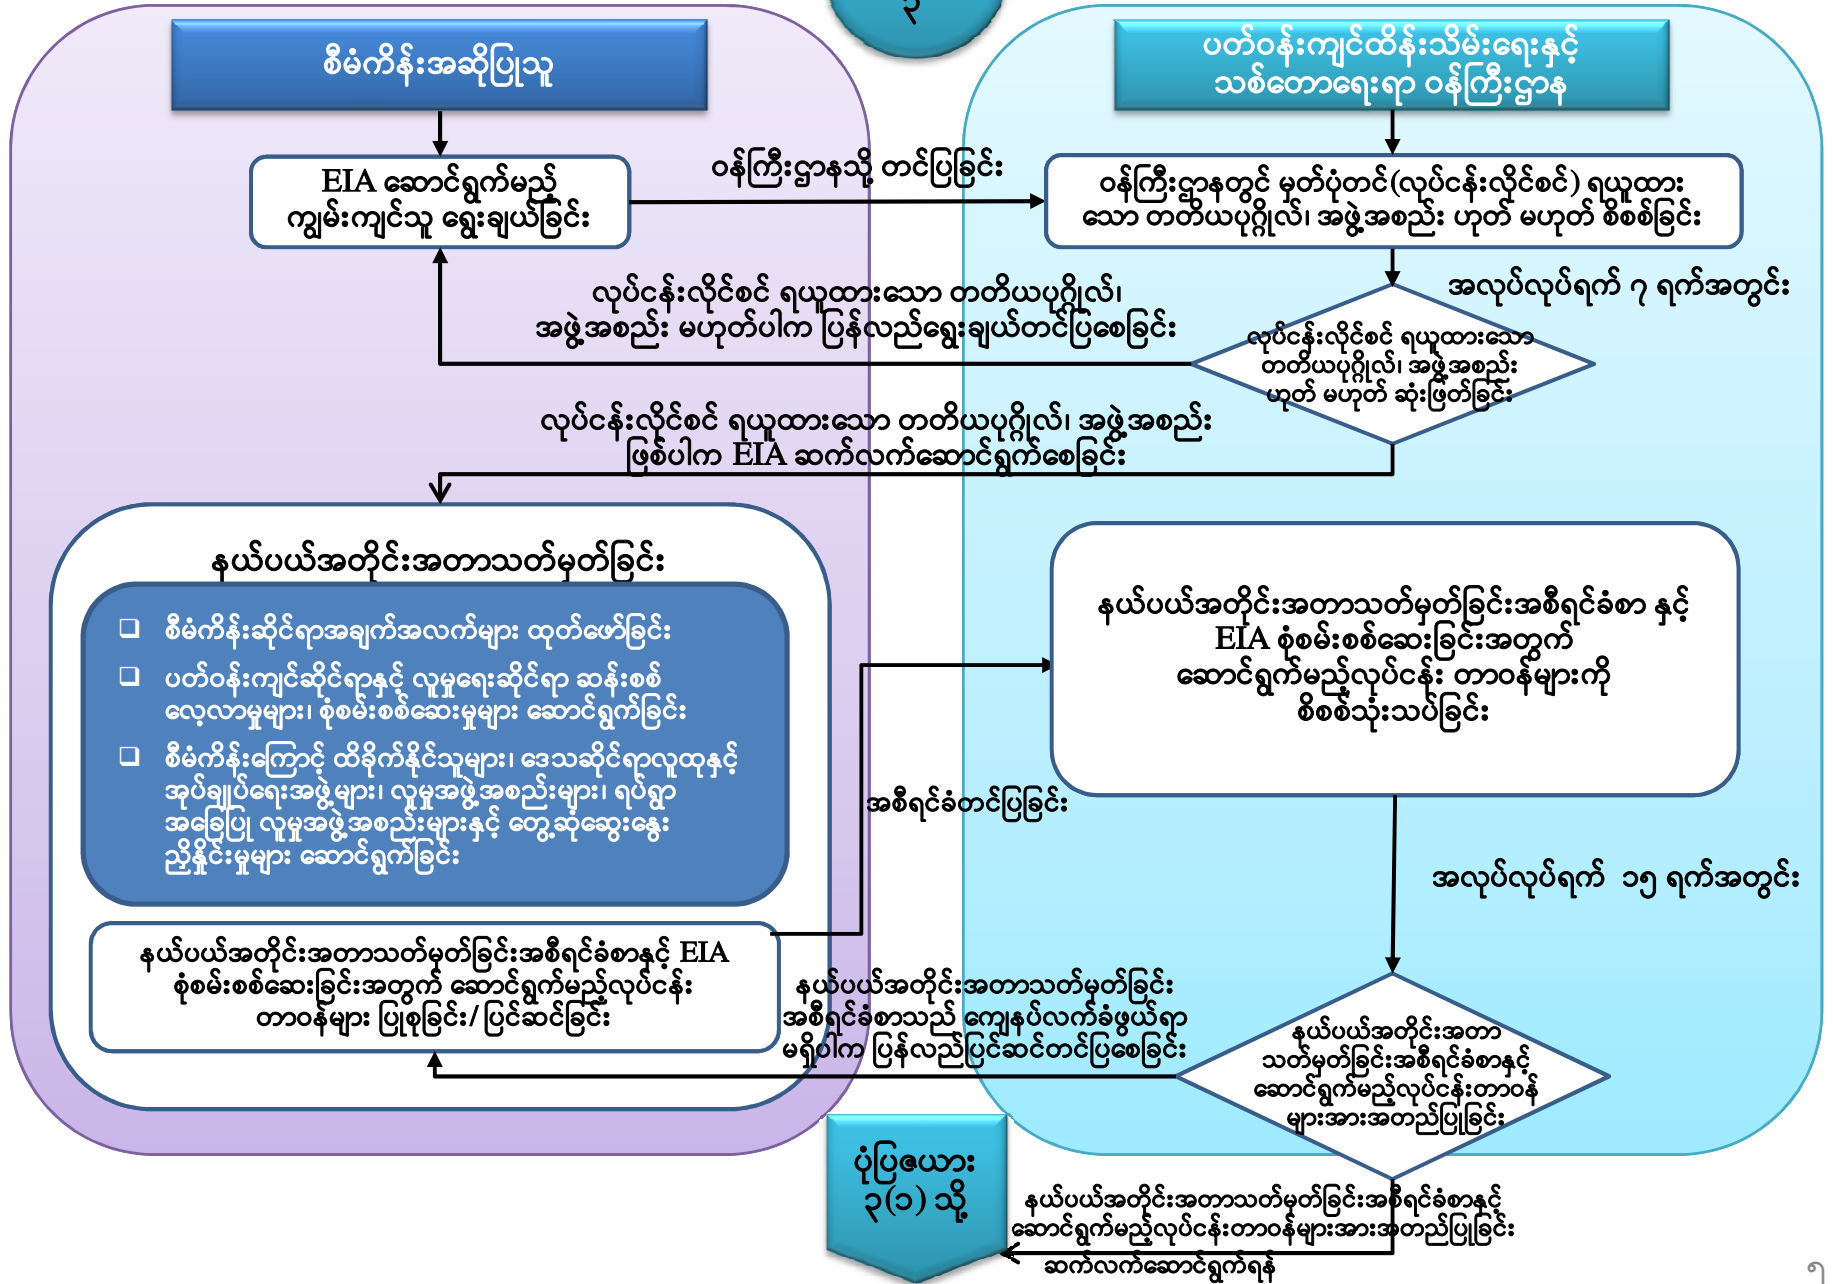 ၃
စီမံကိန်းအဆိုပြုသူ
ပတ်ဝန်းကျင်ထိန်းသိမ်းရေးနှင့်
သစ်တောရေးရာ ဝန်ကြီးဌာန
EIA ဆောင်ရွက်မည့်
ကျွမ်းကျင်သူ ရွေးချယ်ခြင်း
ဝန်ကြီးဌာနသို့ တင်ပြခြင်း
ဝန်ကြီးဌာနတွင် မှတ်ပုံတင်(လုပ်ငန်းလိုင်စင်) ရယူထား
သော တတိယပုဂ္ဂိုလ်၊ အဖွဲ့အစည်း ဟုတ် မဟုတ် စိစစ်ခြင်း
အလုပ်လုပ်ရက် ၇ ရက်အတွင်း
လုပ်ငန်းလိုင်စင် ရယူထားသော တတိယပုဂ္ဂိုလ်၊
အဖွဲ့အစည်း မဟုတ်ပါက ပြန်လည်ရွေးချယ်တင်ပြစေခြင်း
လုပ်ငန်းလိုင်စင် ရယူထားသော
တတိယပုဂ္ဂိုလ်၊ အဖွဲ့အစည်း
ဟုတ် မဟုတ် ဆုံးဖြတ်ခြင်း
လုပ်ငန်းလိုင်စင် ရယူထားသော တတိယပုဂ္ဂိုလ်၊ အဖွဲ့အစည်း
ဖြစ်ပါက EIA ဆက်လက်ဆောင်ရွက်စေခြင်း
နယ်ပယ်အတိုင်းအတာသတ်မှတ်ခြင်း
❑ စီမံကိန်းဆိုင်ရာအချက်အလက်များ ထုတ်ဖော်ခြင်း
❑ ပတ်ဝန်းကျင်ဆိုင်ရာနှင့် လူမှုရေးဆိုင်ရာ ဆန်းစစ်
လေ့လာမှုများ၊ စုံစမ်းစစ်ဆေးမှုများ ဆောင်ရွက်ခြင်း
❑ စီမံကိန်းကြောင့် ထိခိုက်နိုင်သူများ၊ ဒေသဆိုင်ရာလူထုနှင့်
အုပ်ချုပ်ရေးအဖွဲ့များ၊ လူမှုအဖွဲ့အစည်းများ၊ ရပ်ရွာ
အခြေပြု လူမှုအဖွဲ့အစည်းများနှင့် တွေ့ဆုံဆွေးနွေး
ညှိနှိုင်းမှုများ ဆောင်ရွက်ခြင်း
နယ်ပယ်အတိုင်းအတာသတ်မှတ်ခြင်းအစီရင်ခံစာ နှင့်
EIA စုံစမ်းစစ်ဆေးခြင်းအတွက်
ဆောင်ရွက်မည့်လုပ်ငန်း တာဝန်များကို
စိစစ်သုံးသပ်ခြင်း
အစီရင်ခံတင်ပြခြင်း
အလုပ်လုပ်ရက် ၁၅ ရက်အတွင်း
နယ်ပယ်အတိုင်းအတာသတ်မှတ်ခြင်းအစီရင်ခံစာနှင့် EIA
စုံစမ်းစစ်ဆေးခြင်းအတွက် ဆောင်ရွက်မည့်လုပ်ငန်း
တာဝန်များ ပြုစုခြင်း/ပြင်ဆင်ခြင်း
နယ်ပယ်အတိုင်းအတာသတ်မှတ်ခြင်း
အစီရင်ခံစာသည် ကျေနပ်လက်ခံဖွယ်ရာ
မရှိပါက ပြန်လည်ပြင်ဆင်တင်ပြစေခြင်း
နယ်ပယ်အတိုင်းအတာ
သတ်မှတ်ခြင်းအစီရင်ခံစာနှင့်
ဆောင်ရွက်မည့်လုပ်ငန်းတာဝန်
များအားအတည်ပြုခြင်း
ပုံပြဇယား
၃(၁) သို့
နယ်ပယ်အတိုင်းအတာသတ်မှတ်ခြင်းအစီရင်ခံစာနှင့်
ဆောင်ရွက်မည့်လုပ်ငန်းတာဝန်များအားအတည်ပြုခြင်း
ဆက်လက်ဆောင်ရွက်ရန်